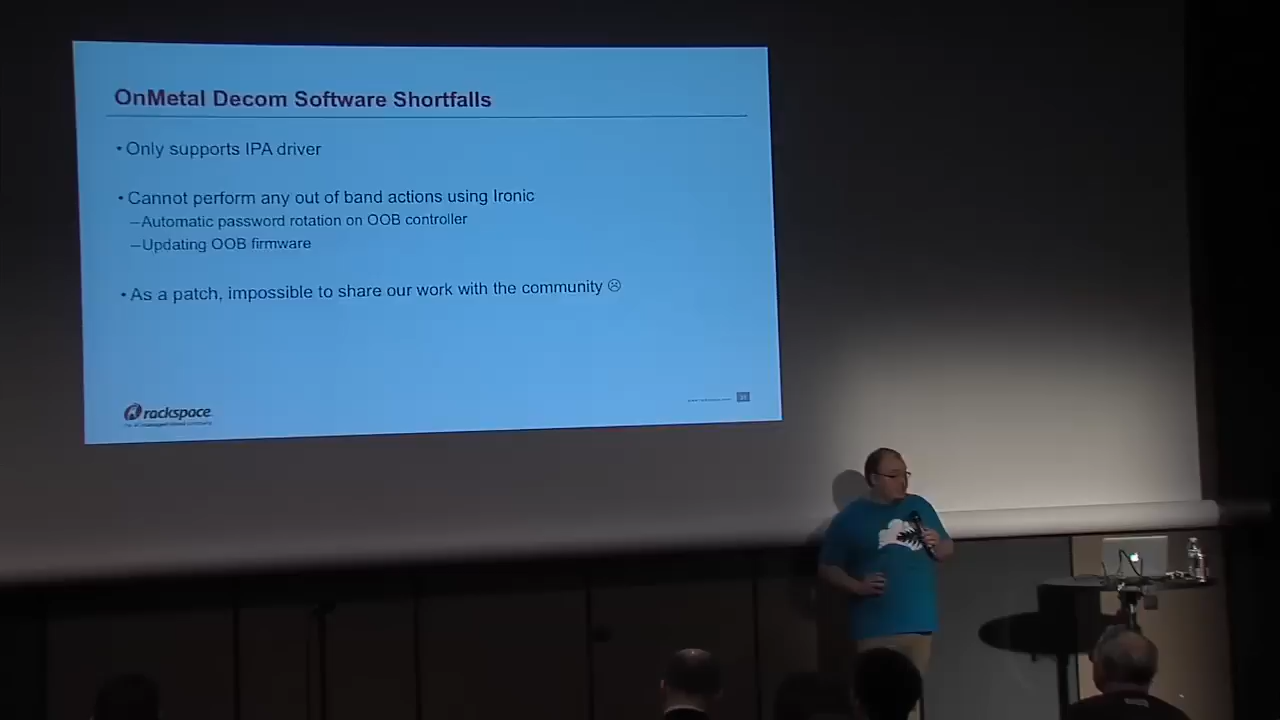 OnMetal Decom Software Shortfalls
• Only supports IPA driver
• Cannot perform any out of band actions using Ironic
–Automatic password rotation on OOB controller
–Updating OOB firmware
• As a patch, impossible to share our work with the community ☹
rackspace